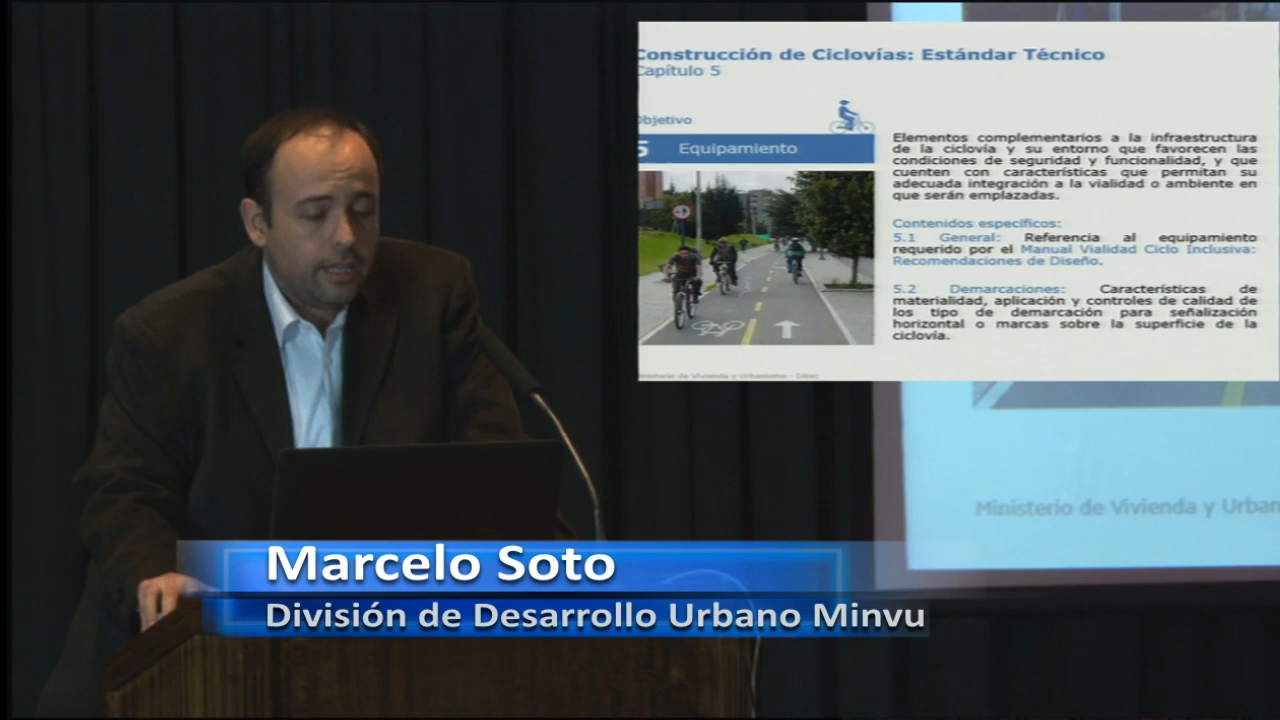 Construcción de Ciclovías: Estándar Técnico
Capítulo 5
Objetivo
5 Equipamiento
Elementos complementarios a la infraestructura
de la ciclovía y su entorno que favorecen las
condiciones de seguridad y funcionalidad, y que
cuenten con características que permitan su
adecuada integración a la vialidad o ambiente en
que serán emplazadas.
Contenidos específicos:
5.1 General: Referencia al equipamiento
requerido por el Manual Vialidad Ciclo Inclusiva:
Recomendaciones de Diseño.
5.2 Demarcaciones: Características de
materialidad, aplicación y controles de calidad de
los tipo de demarcación para señalización
horizontal o marcas sobre la superficie de la
ciclovía.
Ministerio de Vivienda y Urbanismo - Ditec
Ministerio de Vivienda y Urban
Marcelo Soto
División de Desarrollo Urbano Minvu